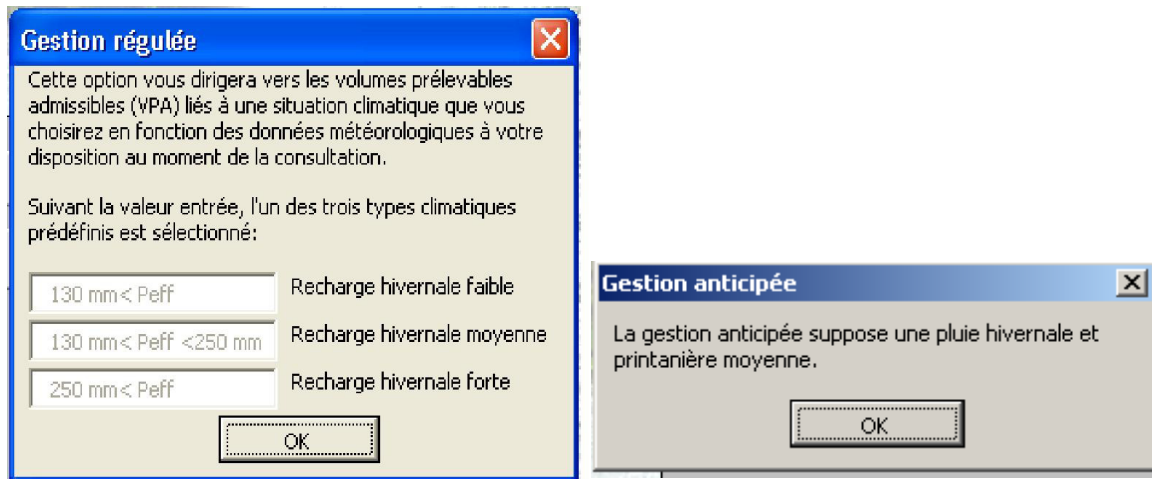 Gestion régulée
Cette option vous dirigera vers les volumes prélevables
admissibles (VPA) liés à une situation climatique que vous
choisirez en fonction des données météorologiques à votre
disposition au moment de la consultation.
Suivant la valeur entrée, l'un des trois types climatiques
prédéfinis est sélectionné:
130 mm< Peff Recharge hivernale faible
130 mm< Peff <250 mm Recharge hivernale moyenne
250 mm< Peff Recharge hivernale forte
OK
Gestion anticipée
La gestion anticipée suppose une pluie hivernale et
printanière moyenne.
OK